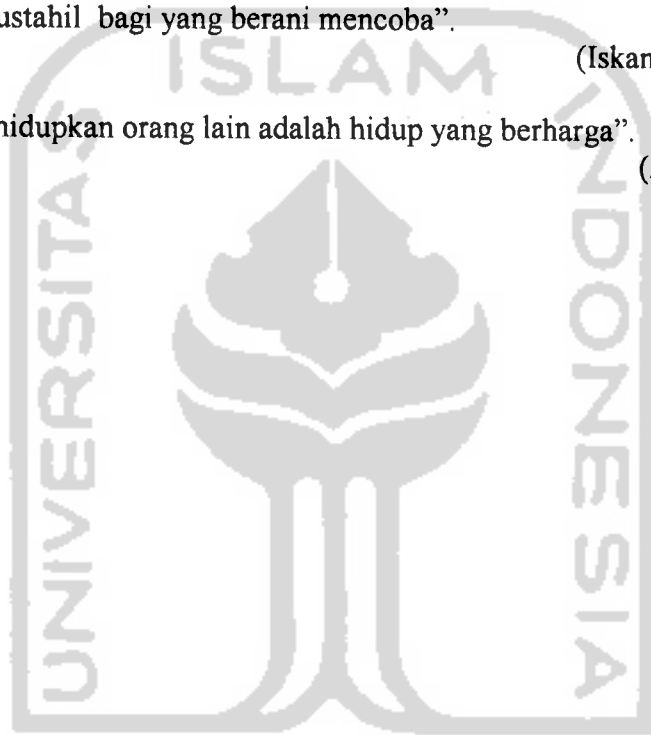 ustahil bagi yang berani mencoba”.
(Iskan
hidupkan orang lain adalah hidup yang berharga”.
(
ISLAM
UNIVERSITAS
INDONESIA